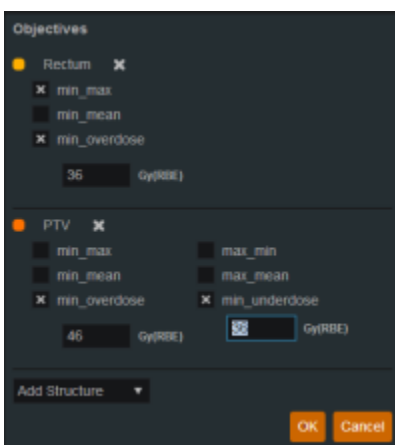 Objectives
Rectum
min_max
min_mean
min_overdose
36 Gy(RBE)
PTV
min_max max_min
min_mean max_mean
min_overdose min_underdose
46 Gy(RBE) Gy(RBE)
Add Structure
OK Cancel